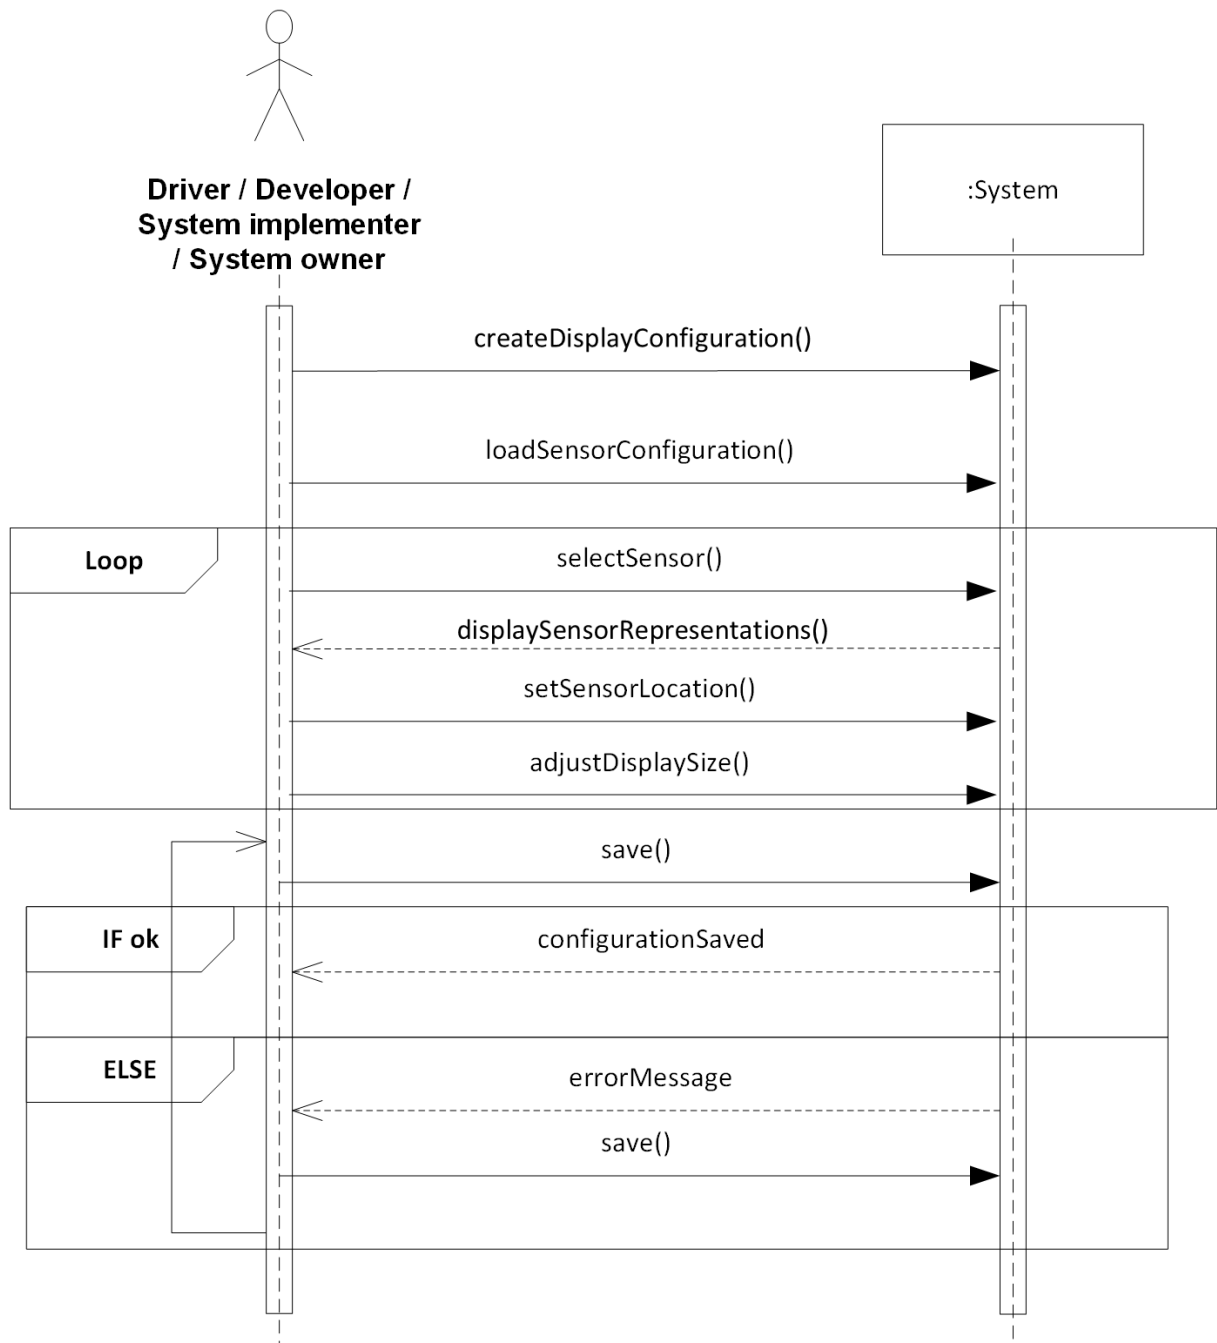 Driver / Developer /
System implementer
/ System owner
:System
createDisplayConfiguration()
loadSensorConfiguration()
Loop
selectSensor()
displaySensorRepresentations()
setSensorLocation()
adjustDisplaySize()
save()
IF ok
configurationSaved
ELSE
errorMessage
save()